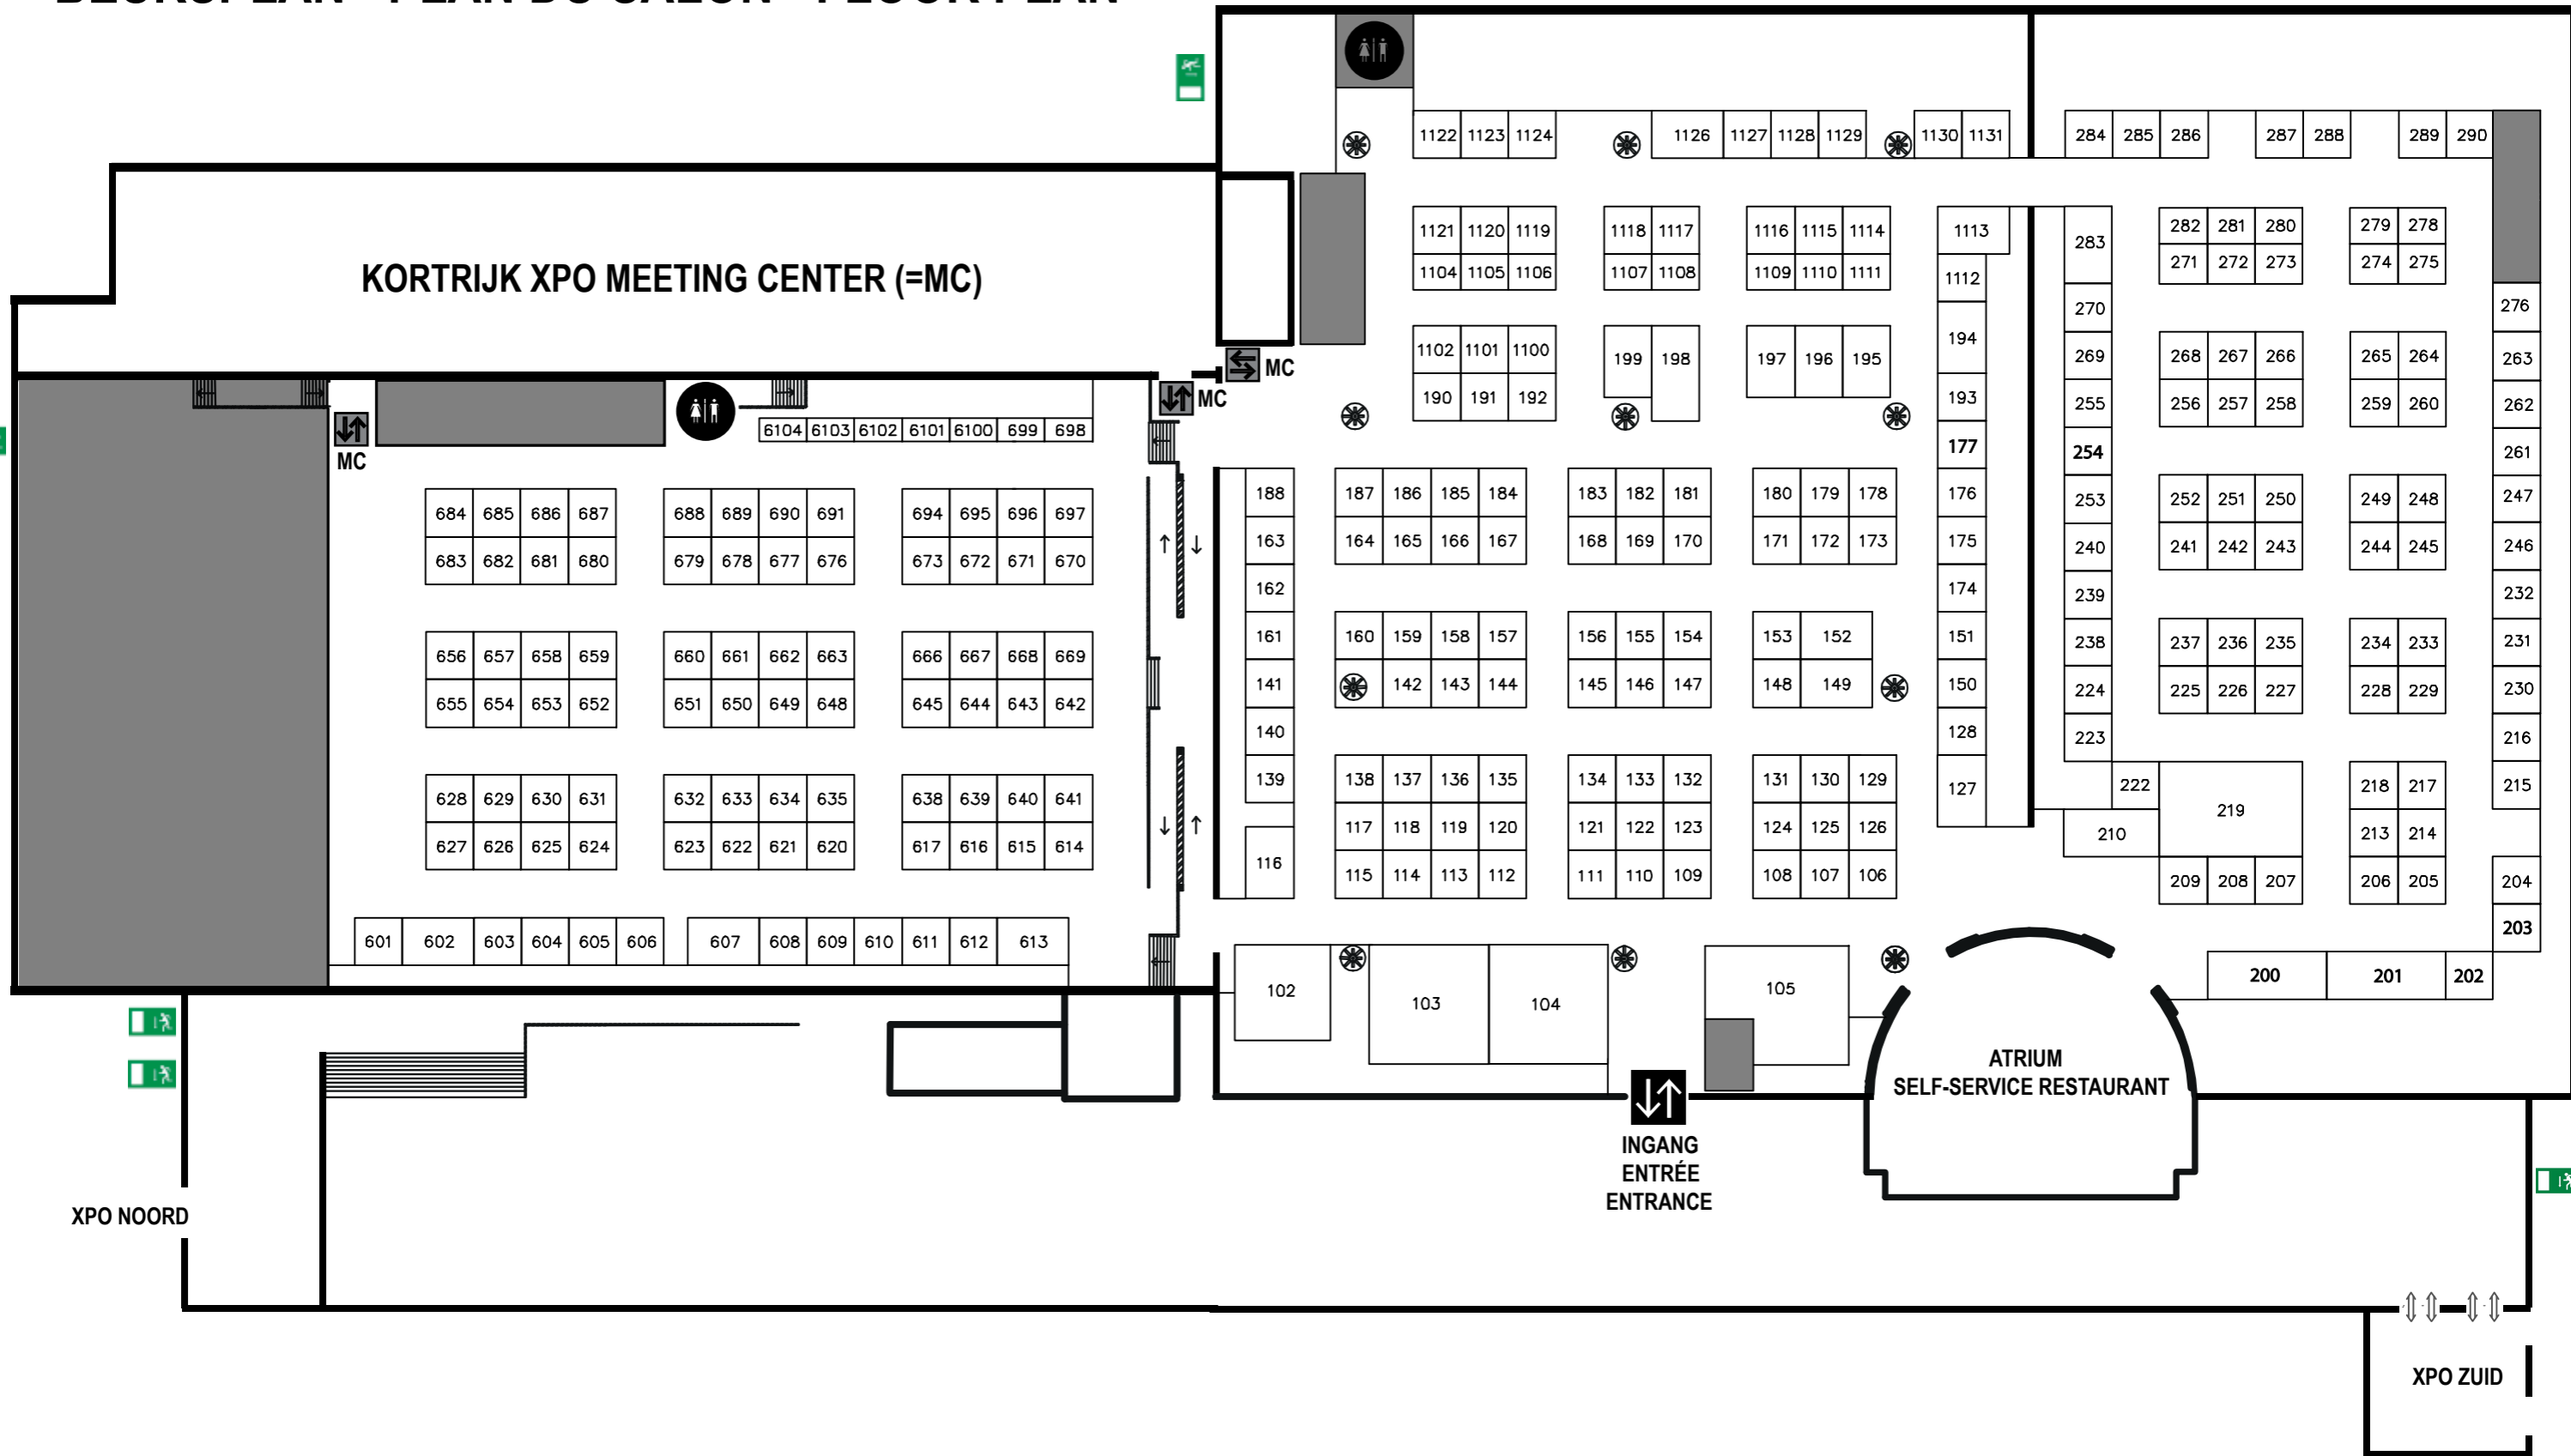 BEURSPLAN - PLAN DU SALON - FLOOR PLAN
1122 1123 1124 1126 1127 1128 1129 1130 1131 284 285 286 287 288 289 290
1121 1120 1119 1118 1117 1116 1115 1114 1113 283 282 281 280 279 278
1104 1105 1106 1107 1108 1109 1110 1111 1112 271 272 273 274 275
KORTRIJK XPO MEETING CENTER (=MC)
270 276
1102 1101 1100 199 198 197 196 195 194 269 268 267 266 265 264 263
MC
190 191 192 193 255 256 257 258 259 260 262
MC
6104 6103 6102 6101 6100 699 698
MC
177 254 261
188 187 186 185 184 183 182 181 180 179 178 176 253 252 251 250 249 248 247
684 685 686 687 688 689 690 691 694 695 696 697
163 164 165 166 167 168 169 170 171 172 173 175 240 241 242 243 244 245 246
683 682 681 680 679 678 677 676 673 672 671 670
162 174 239 232
161 160 159 158 157 156 155 154 153 152 151 238 237 236 235 234 233 231
656 657 658 659 660 661 662 663 666 667 668 669
141 142 143 144 145 146 147 148 149 150 224 225 226 227 228 229 230
655 654 653 652 651 650 649 648 645 644 643 642
140 128 223 216
139 138 137 136 135 134 133 132 131 130 129 127 222 219 218 217 215
628 629 630 631 632 633 634 635 638 639 640 641
117 118 119 120 121 122 123 124 125 126 210 213 214
627 626 625 624 623 622 621 620 617 616 615 614
116 115 114 113 112 111 110 109 108 107 106 209 208 207 206 205 204
203
601 602 603 604 605 606 607 608 609 610 611 612 613
102 103 104 105 200 201 202
ATRIUM
SELF-SERVICE RESTAURANT
INGANG
ENTRÉE
ENTRANCE
XPO NOORD
XPO ZUID